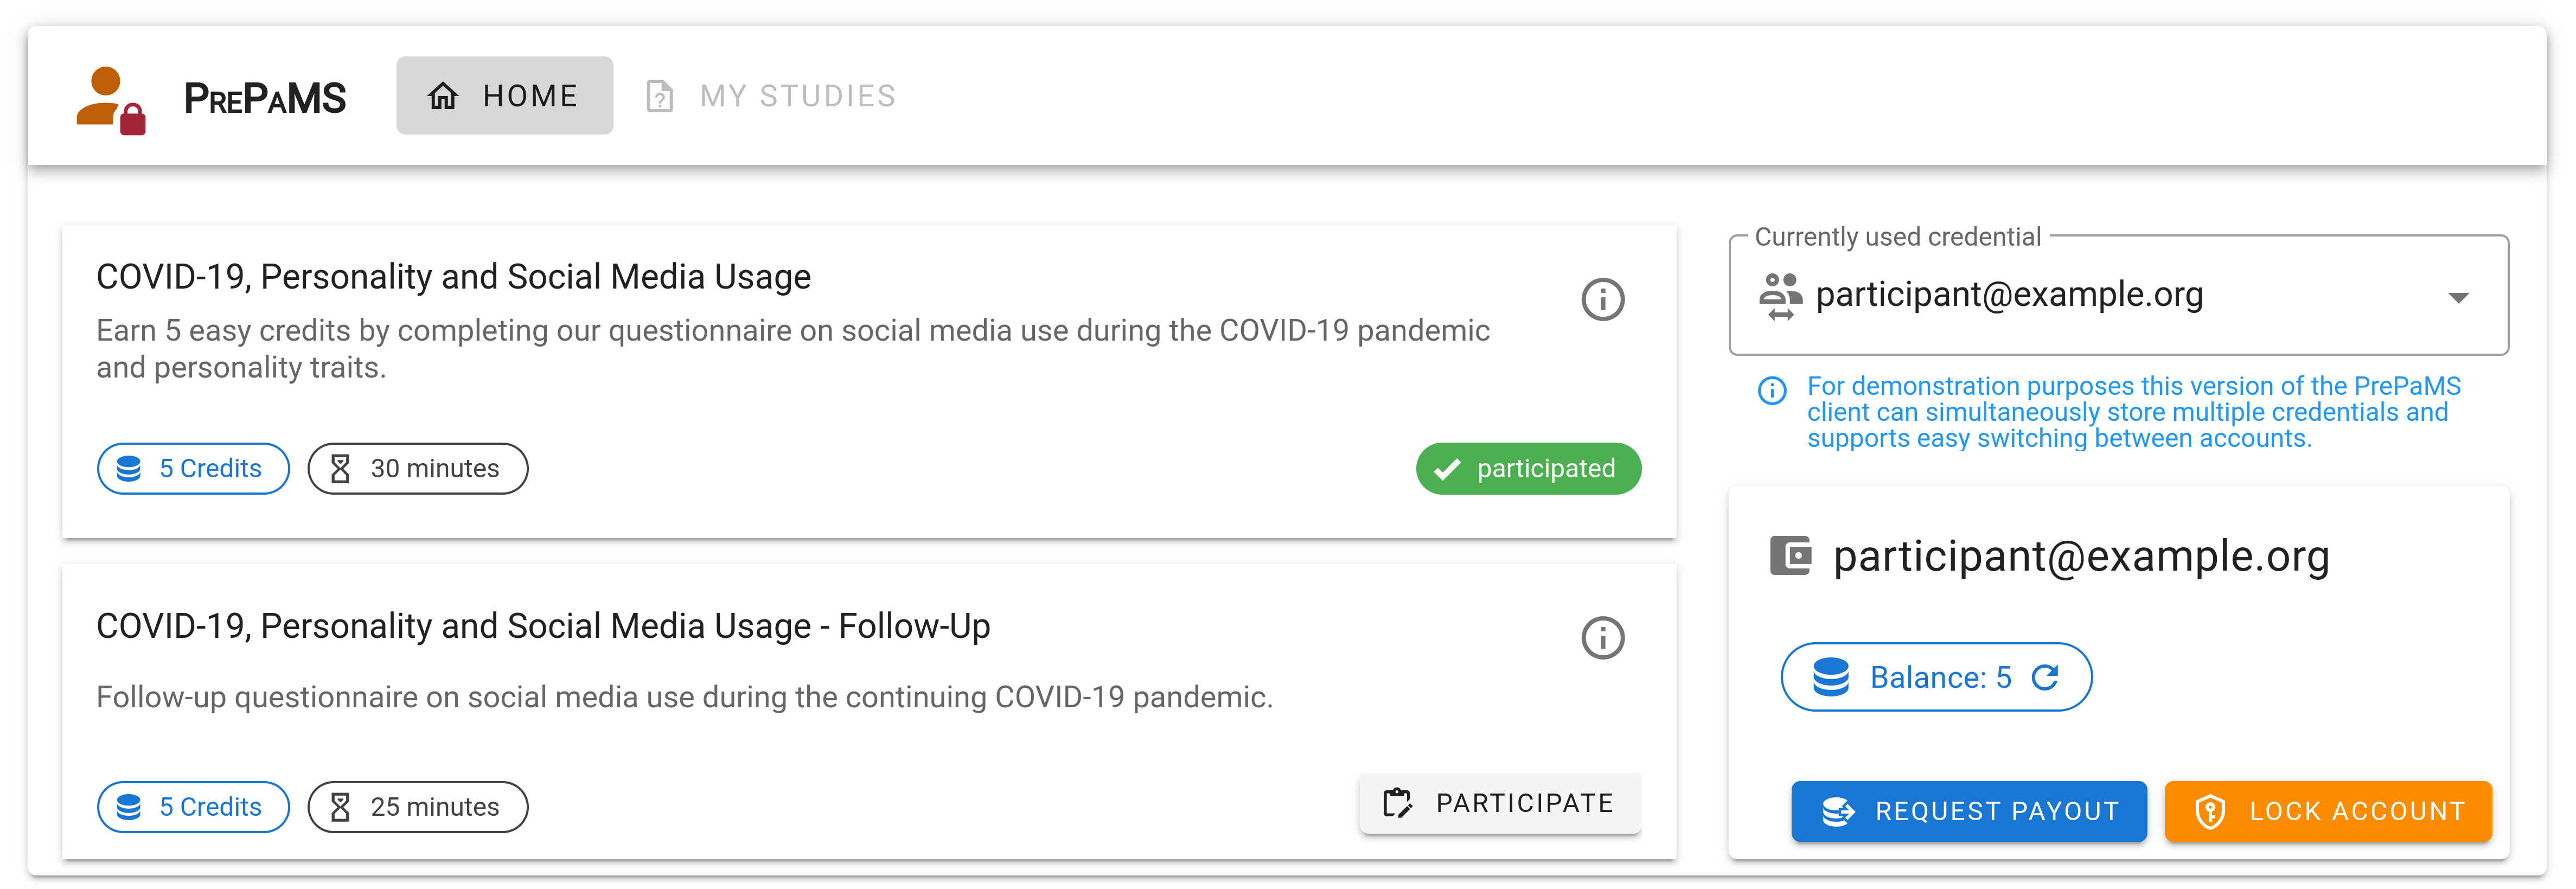 PrePaMS
HOME
MY STUDIES
COVID-19, Personality and Social Media Usage
Earn 5 easy credits by completing our questionnaire on social media use during the COVID-19 pandemic
and personality traits.
5 Credits
30 minutes
participated
COVID-19, Personality and Social Media Usage - Follow-Up
Follow-up questionnaire on social media use during the continuing COVID-19 pandemic.
5 Credits
25 minutes
PARTICIPATE
Currently used credential
participant@example.org
For demonstration purposes this version of the PrePaMS
client can simultaneously store multiple credentials and
supports easy switching between accounts.
participant@example.org
Balance: 5
REQUEST PAYOUT
LOCK ACCOUNT